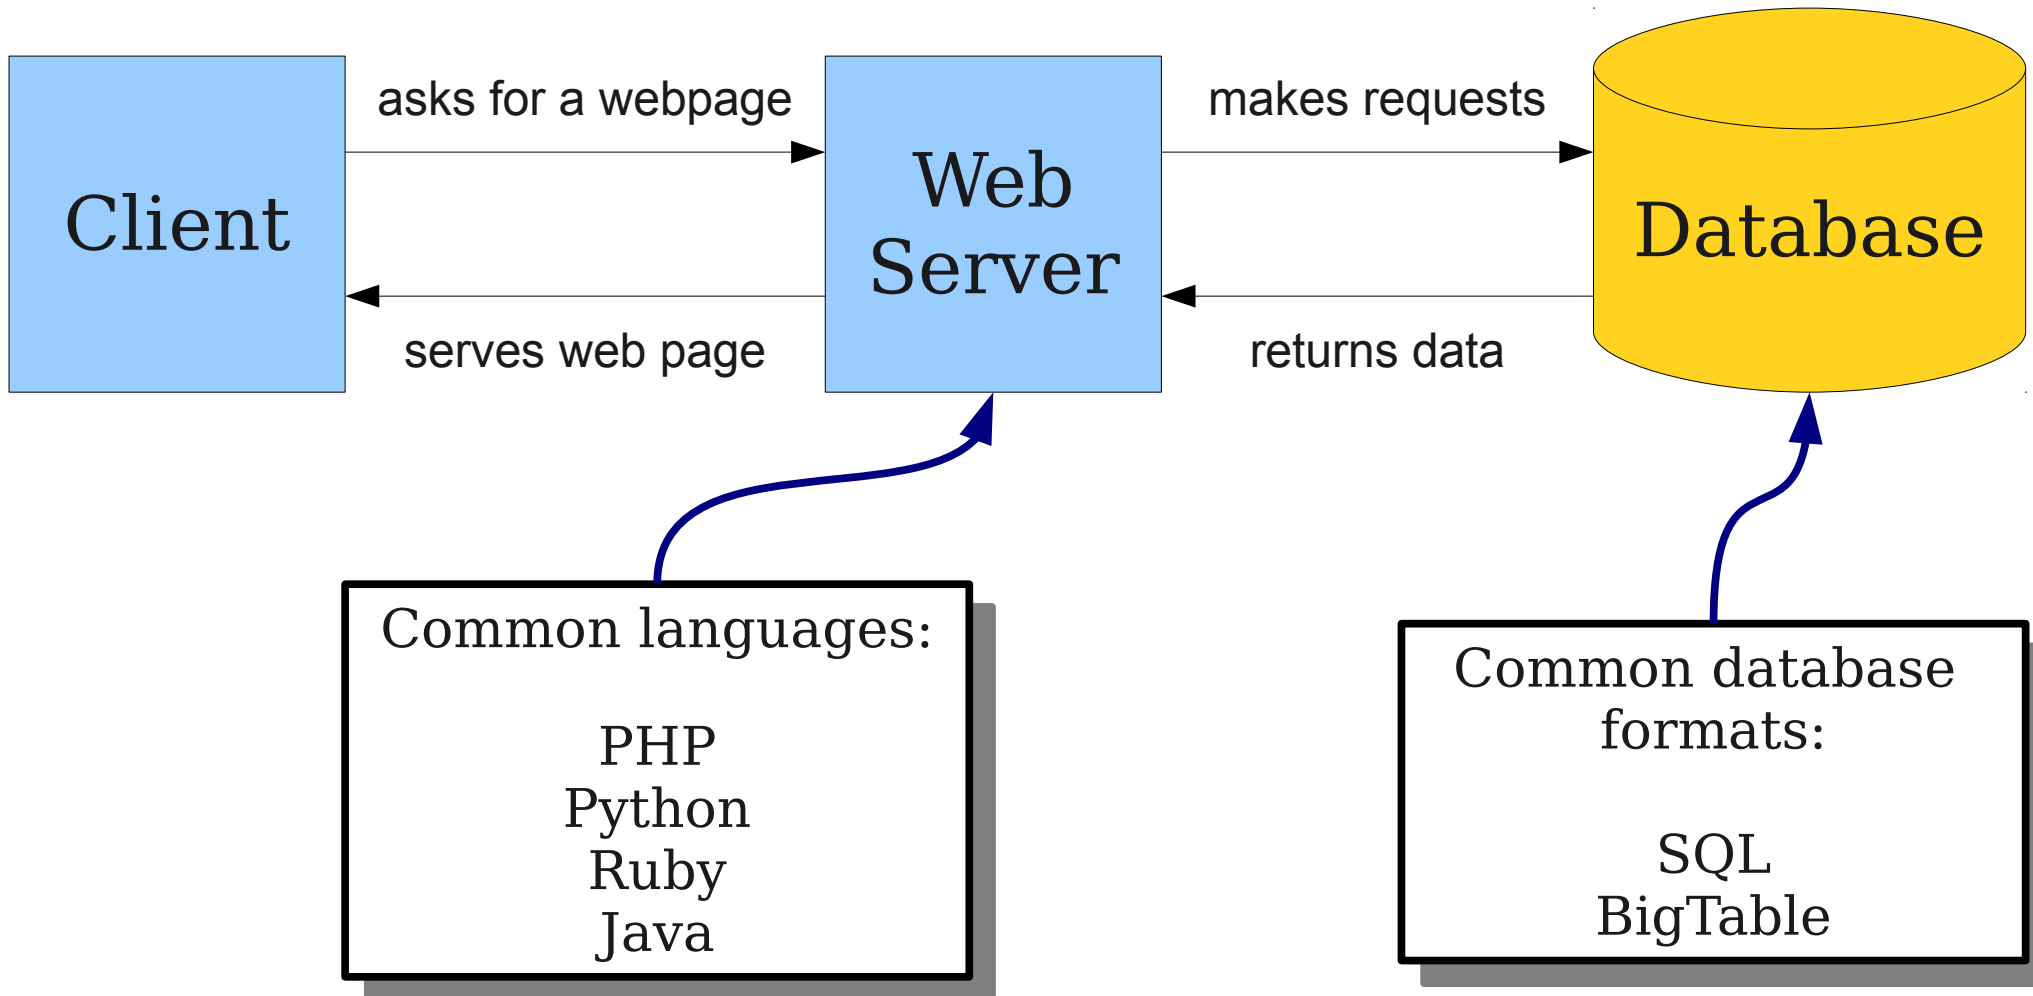 Client
asks for a webpage
serves web page
Web
Server
makes requests
returns data
Database
Common languages:
PHP
Python
Ruby
Java
Common database
formats:
SQL
BigTable